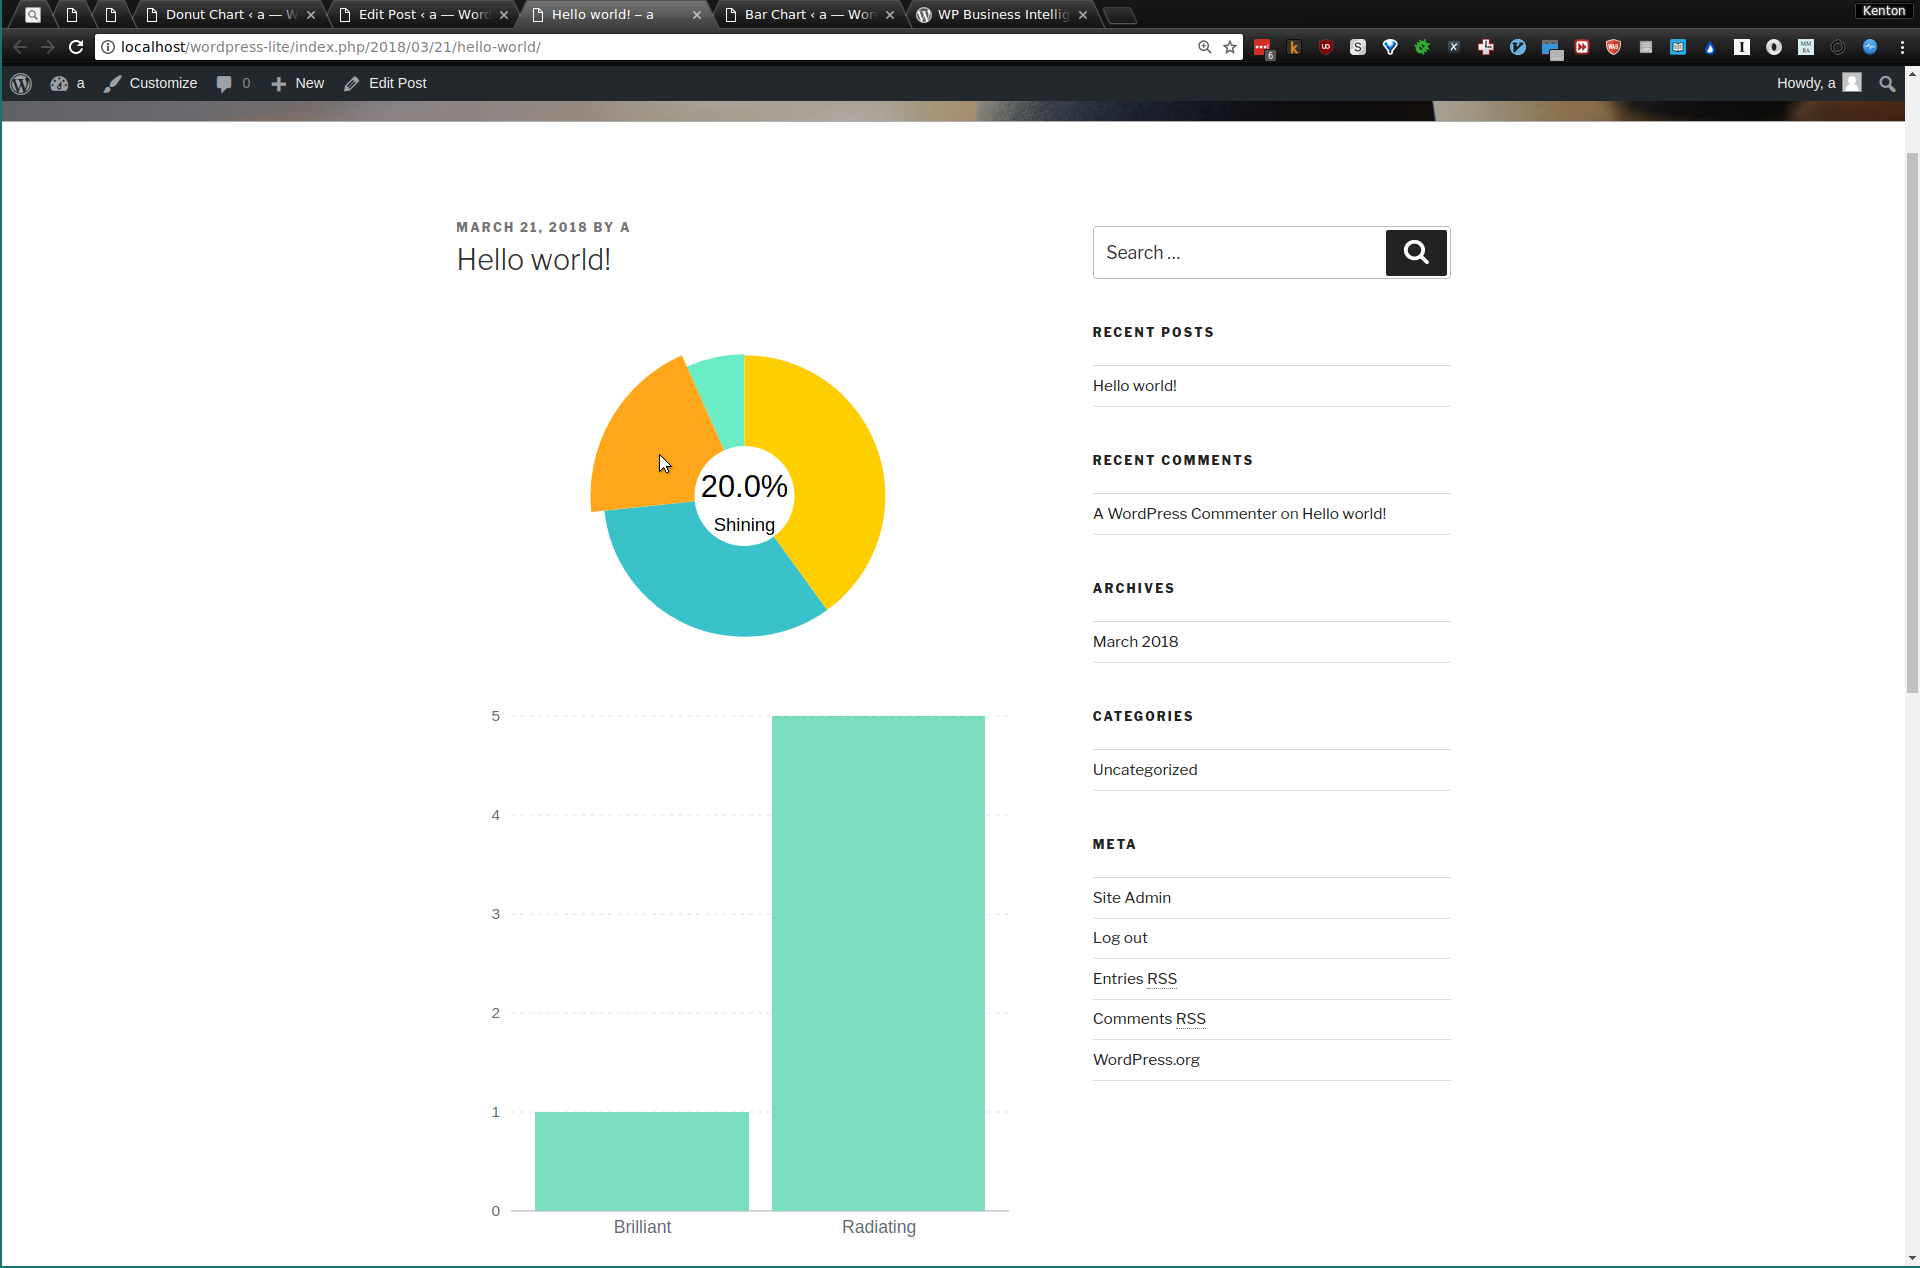 Donut Chart ‹ a — W
Edit Post ‹ a — Word
Hello world! – a
Bar Chart ‹ a — Wor
WP Business Intellig
Kenton
localhost/wordpress-lite/index.php/2018/03/21/hello-world/
6
a
Customize
0
New
Edit Post
Howdy, a
MARCH 21, 2018 BY A
Hello world!
20.0%
Shining
5
4
3
2
1
0
Brilliant
Radiating
Search …
RECENT POSTS
Hello world!
RECENT COMMENTS
A WordPress Commenter on Hello world!
ARCHIVES
March 2018
CATEGORIES
Uncategorized
META
Site Admin
Log out
Entries RSS
Comments RSS
WordPress.org